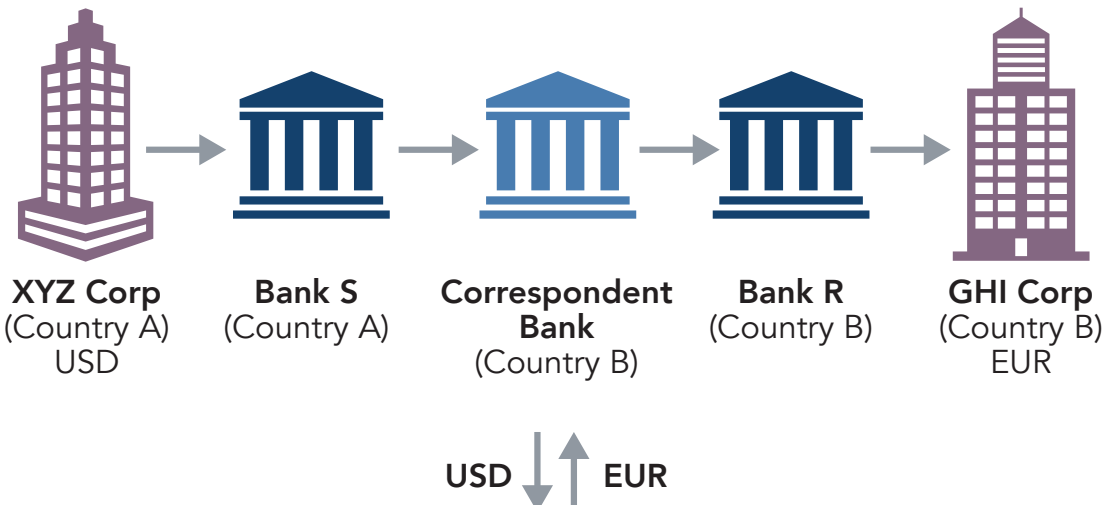 XYZ Corp
(Country A)
USD
Bank S
(Country A)
Correspondent
Bank
(Country B)
Bank R
(Country B)
GHI Corp
(Country B)
EUR
USD
EUR